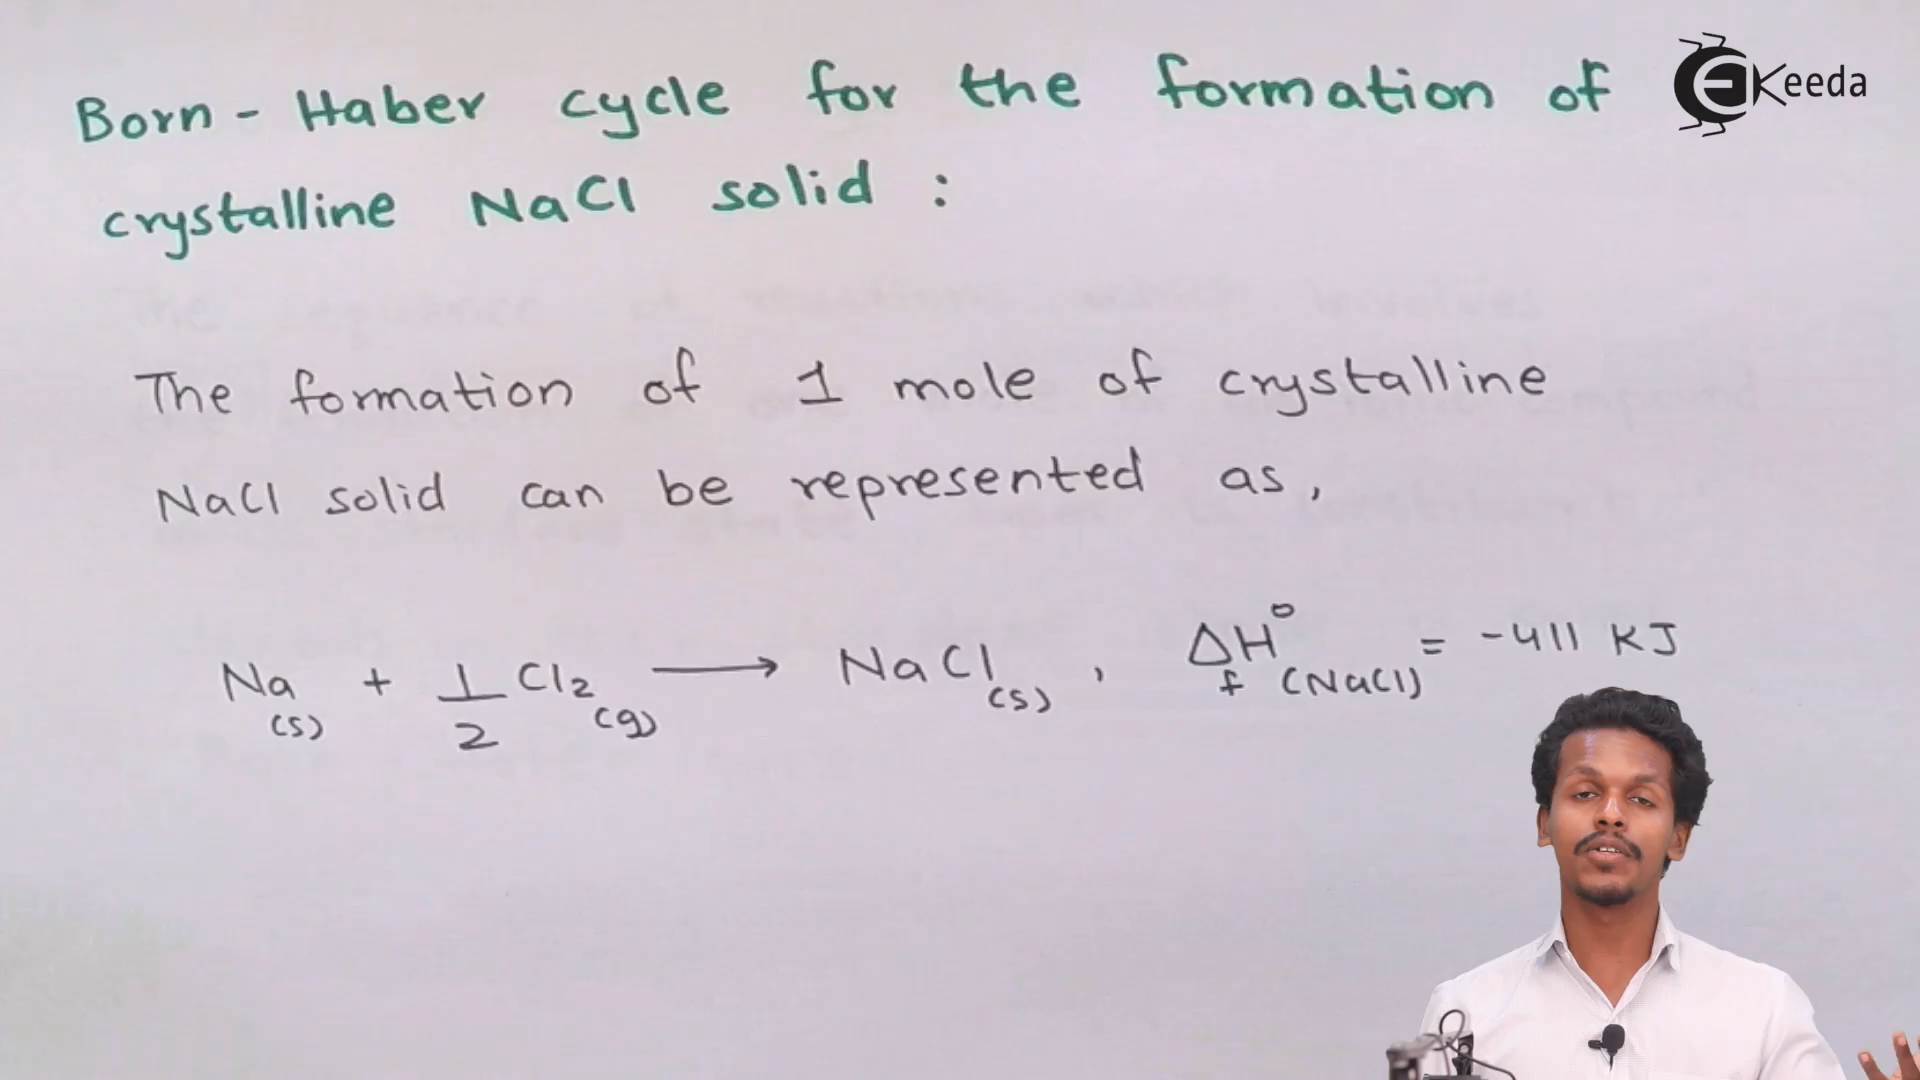 Born - Haber cycle for the formation of
EKeeda
crystalline NaCl solid :
The formation of 1 mole of crystalline
NaCl solid can be represented as,
Na(s) + 1/2 Cl2(g) → NaCl(s) , ΔH°f (NaCl) = -411 KJ